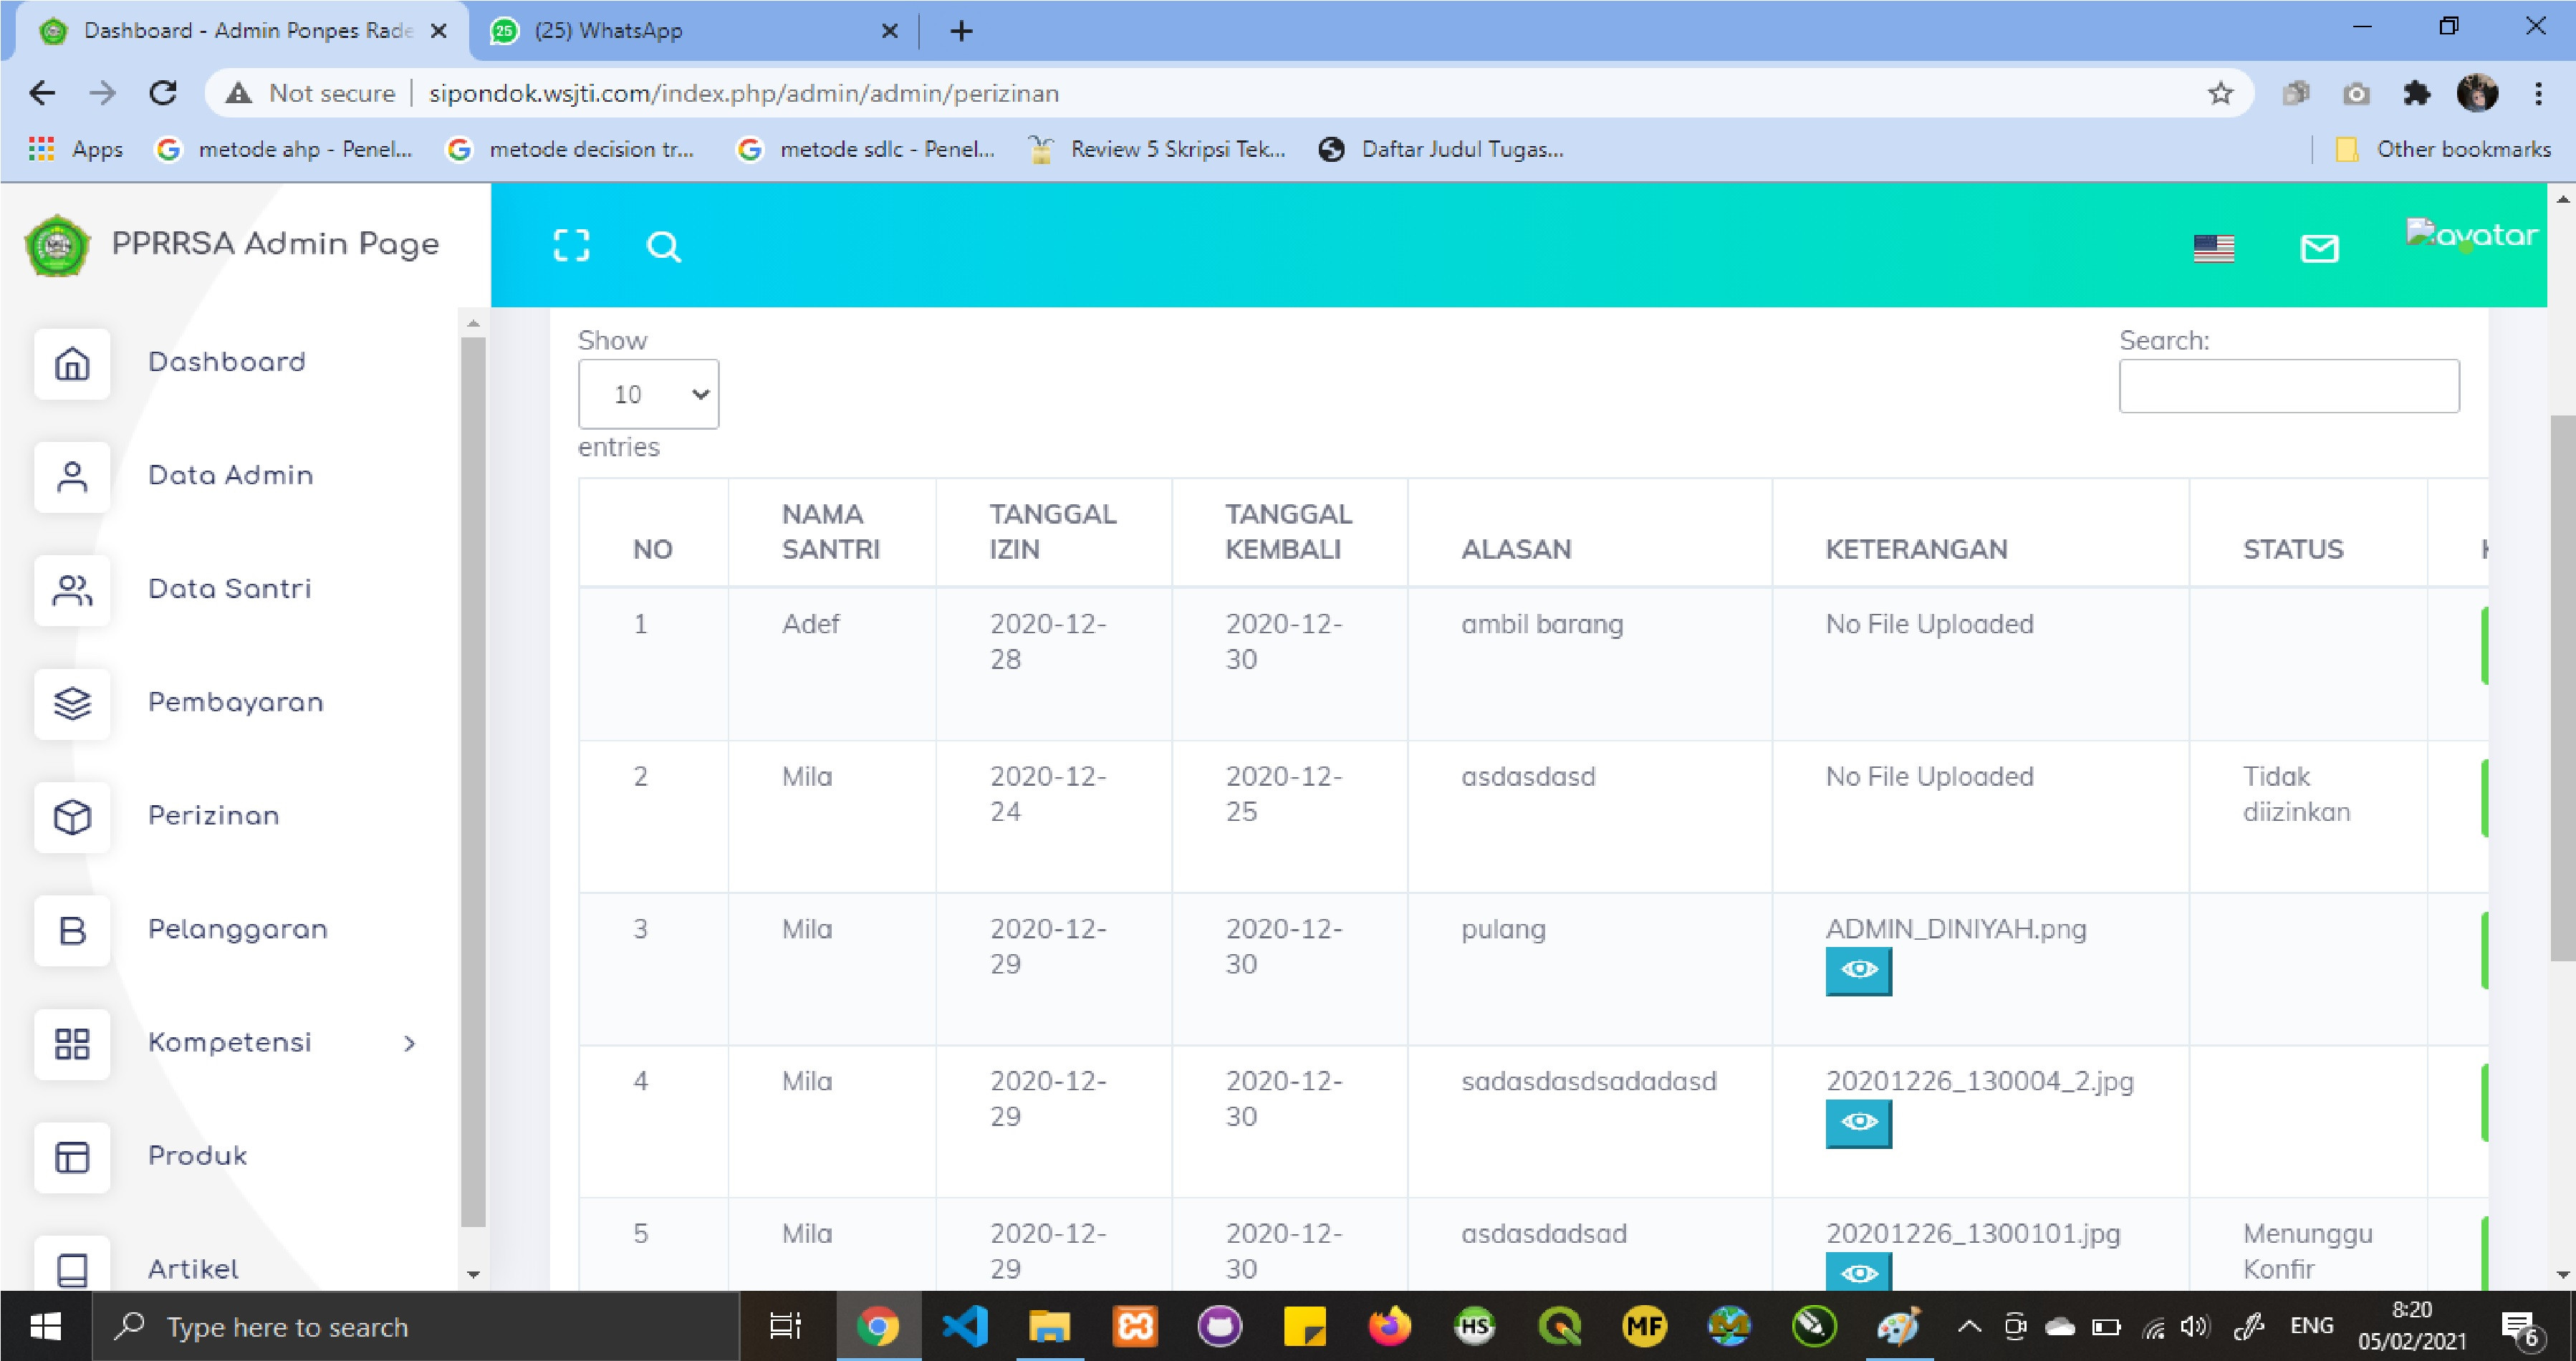 Dashboard - Admin Ponpes Rade
(25) WhatsApp
Not secure
sipondok.wsjti.com/index.php/admin/admin/perizinan
Apps
metode ahp - Penel...
metode decision tr...
metode sdlc - Penel...
Review 5 Skripsi Tek...
Daftar Judul Tugas...
Other bookmarks
PPRRSA Admin Page
avatar
Dashboard
Data Admin
Data Santri
Pembayaran
Perizinan
Pelanggaran
Kompetensi
Produk
Artikel
Show
10
entries
Search:
NO NAMA SANTRI TANGGAL IZIN TANGGAL KEMBALI ALASAN KETERANGAN STATUS
1 Adef 2020-12-28 2020-12-30 ambil barang No File Uploaded
2 Mila 2020-12-24 2020-12-25 asdasdasd No File Uploaded Tidak diizinkan
3 Mila 2020-12-29 2020-12-30 pulang ADMIN_DINIYAH.png
4 Mila 2020-12-29 2020-12-30 sadasdasdsadadasd 20201226_130004_2.jpg
5 Mila 2020-12-29 2020-12-30 asdasdadsad 20201226_1300101.jpg Menunggu Konfir
Type here to search
HS
MF
ENG
8:20
05/02/2021
6